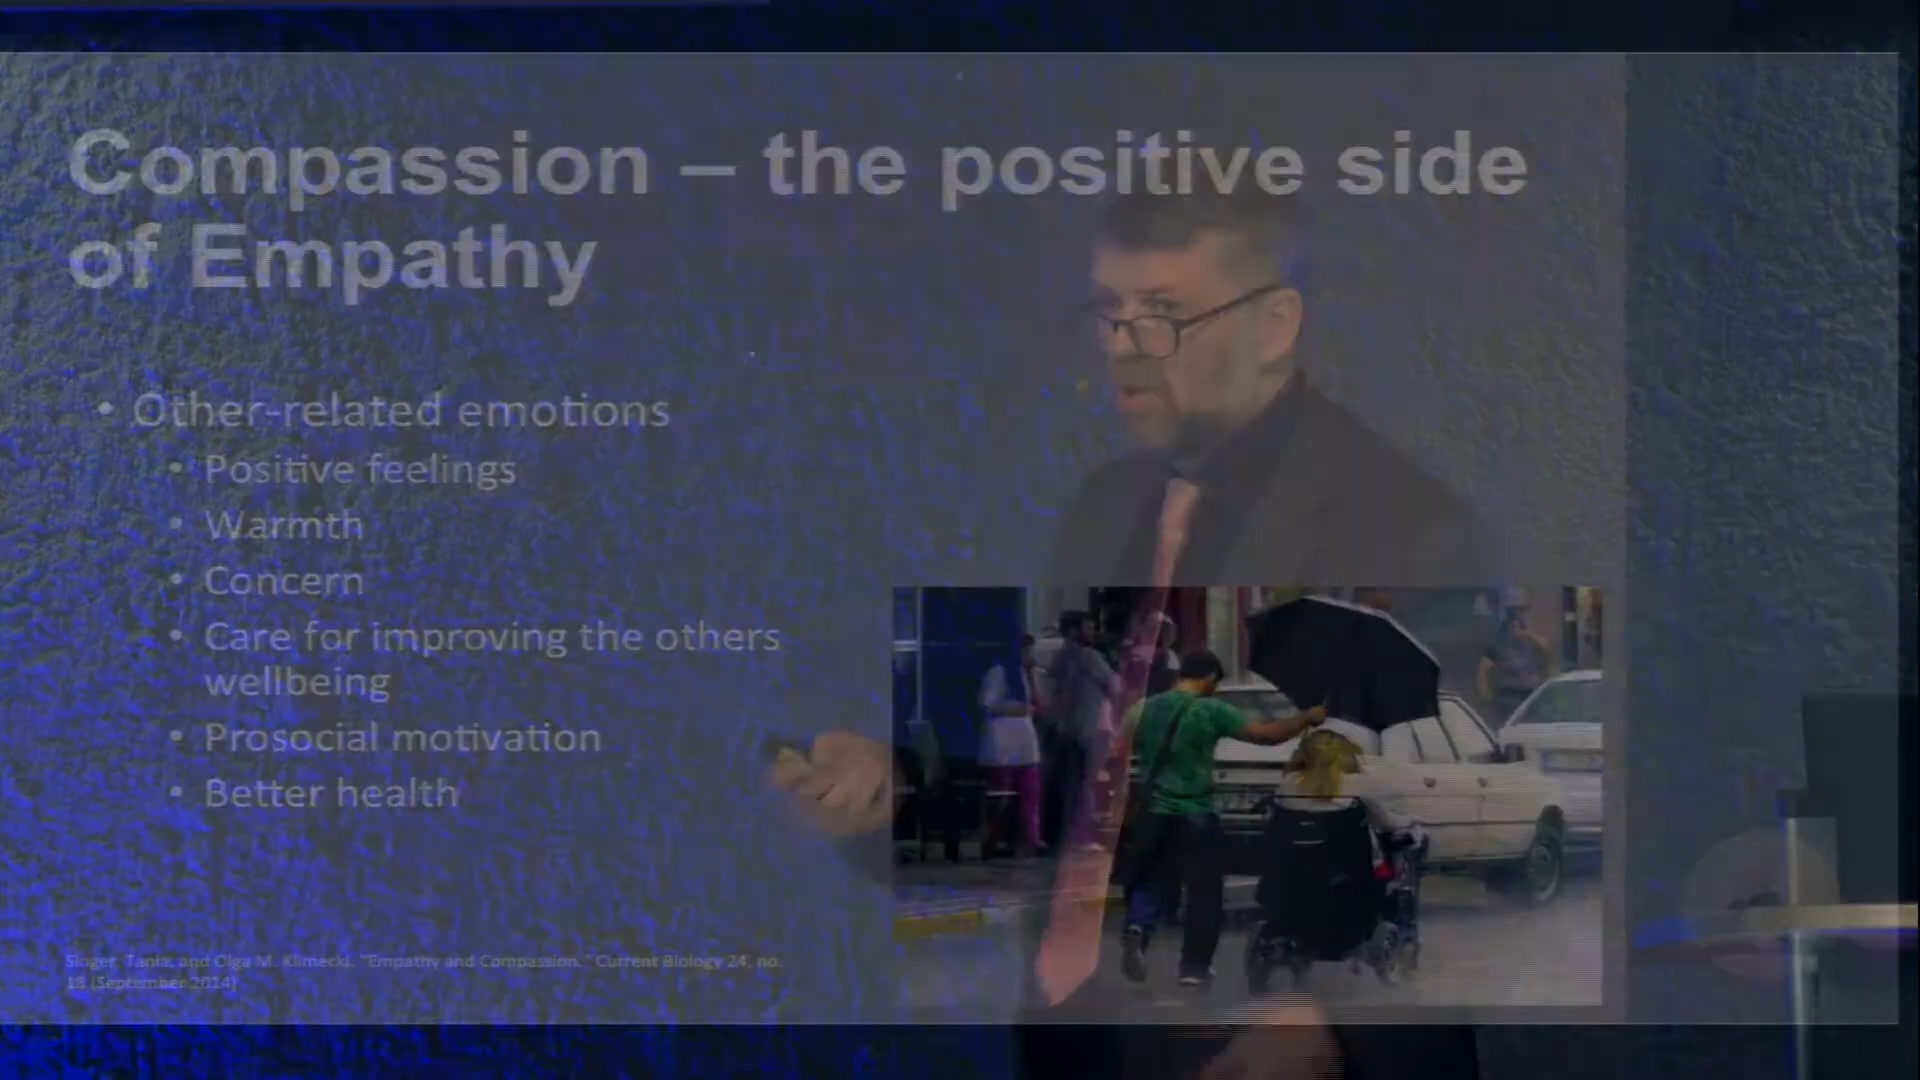 Compassion – the positive side
of Empathy
• Other-related emotions
• Positive feelings
• Warmth
• Concern
• Care for improving the others
wellbeing
• Prosocial motivation
• Better health
Singer, Tania, and Olga M. Klimecki. "Empathy and Compassion." Current Biology 24, no.
18 (September 2014)